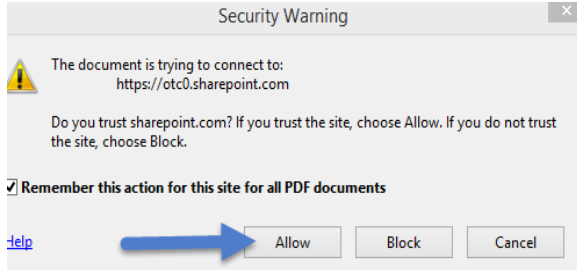 Security Warning
The document is trying to connect to:
https://otc0.sharepoint.com
Do you trust sharepoint.com? If you trust the site, choose Allow. If you do not trust
the site, choose Block.
Remember this action for this site for all PDF documents
Help
Allow
Block
Cancel